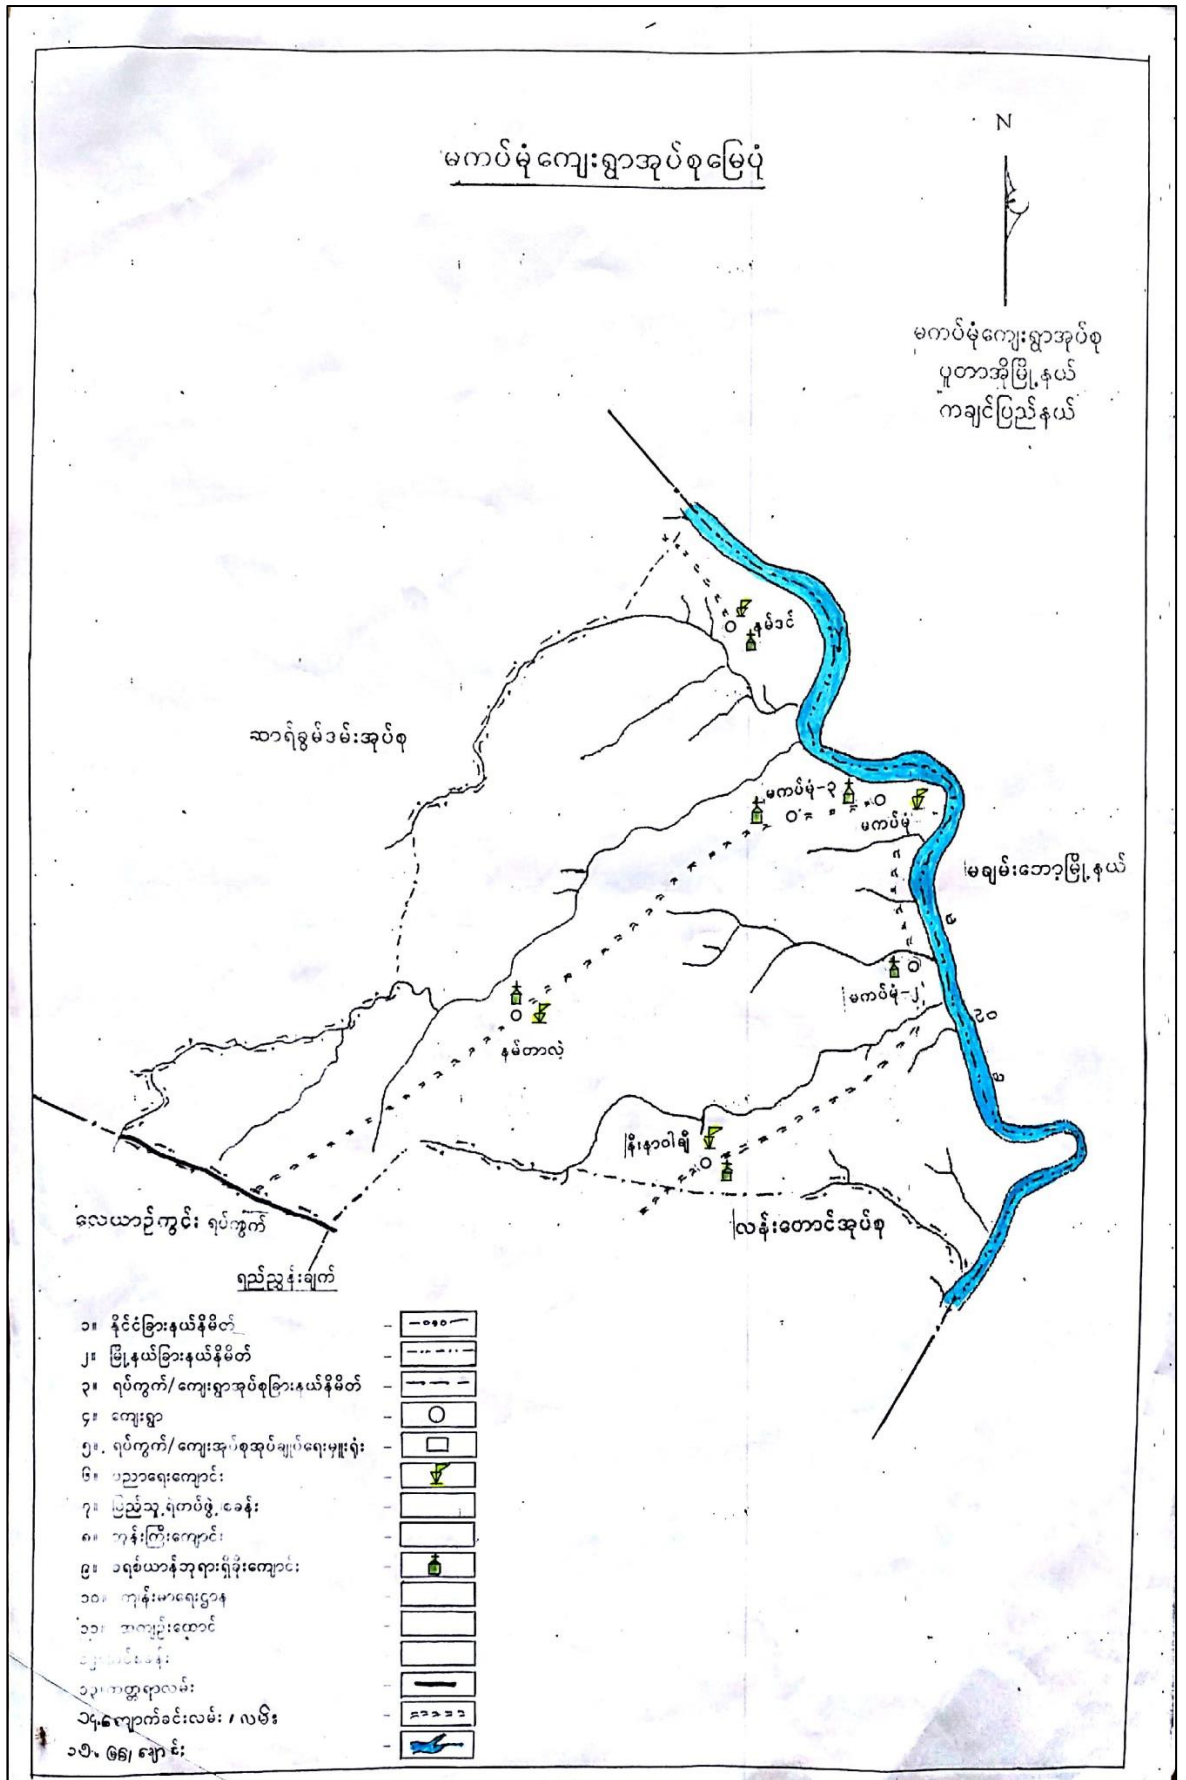 မကပ်မုံကျေးရွာအုပ်စုမြေပုံ
N
မကပ်မုံကျေးရွာအုပ်စု
ပူတာအိုမြို့နယ်
ကချင်ပြည်နယ်
နမ်ဒင်
ဆာရ်ခွမ်ဒမ်းအုပ်စု
မကပ်မုံ-၃
မကပ်မုံ
မချမ်းဘော့မြို့နယ်
မကပ်မုံ-၂
နမ်တာလဲ့
လန်းတောင်အုပ်စု
ရပ်ကွက်
ရည်ညွှန်းချက်
၁။ နိုင်ငံခြားနယ်နိမိတ်
၂။ မြို့နယ်ခြားနယ်နိမိတ်
၃။ ရပ်ကွက်/ကျေးရွာအုပ်စုခြားနယ်နိမိတ်
၄။ ကျေးရွာ
၅။ ရပ်ကွက်/ကျေးအုပ်စုအုပ်ချုပ်ရေးမှူးရုံး
၆။ ပညာရေးကျောင်း
၇။ ပြည်သူ့ရဲကပ်ဖွဲ့စခန်း
၈။ ဘုန်းကြီးကျောင်း
၉။ ခရစ်ယာန်ဘုရားရှိခိုးကျောင်း
၁၀။ ကျန်းမာရေးဌာန
၁၁။ အကျဉ်းထောင်
၁၃။ ကတ္တရာလမ်း
၁၄။ ကျောက်ခင်းလမ်း / လမ်း
၁၅။ မြစ်/ချောင်း